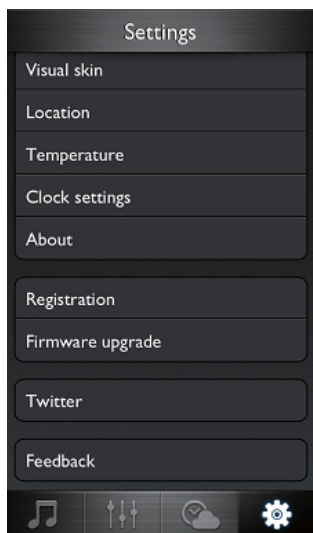 Settings
Visual skin
Location
Temperature
Clock settings
About
Registration
Firmware upgrade
Twitter
Feedback